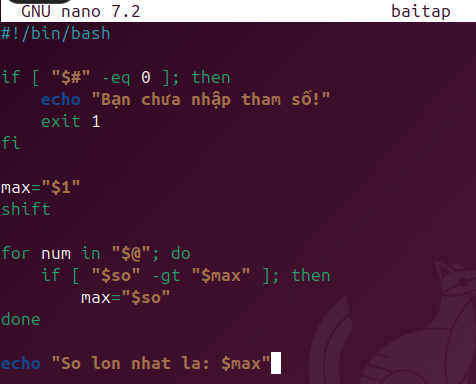 GNU nano 7.2 baitap
#!/bin/bash
if [ "$#" -eq 0 ]; then
    echo "Bạn chưa nhập tham số!"
    exit 1
fi
max="$1"
shift
for num in "$@"; do
    if [ "$so" -gt "$max" ]; then
        max="$so"
done
echo "So lon nhat la: $max"